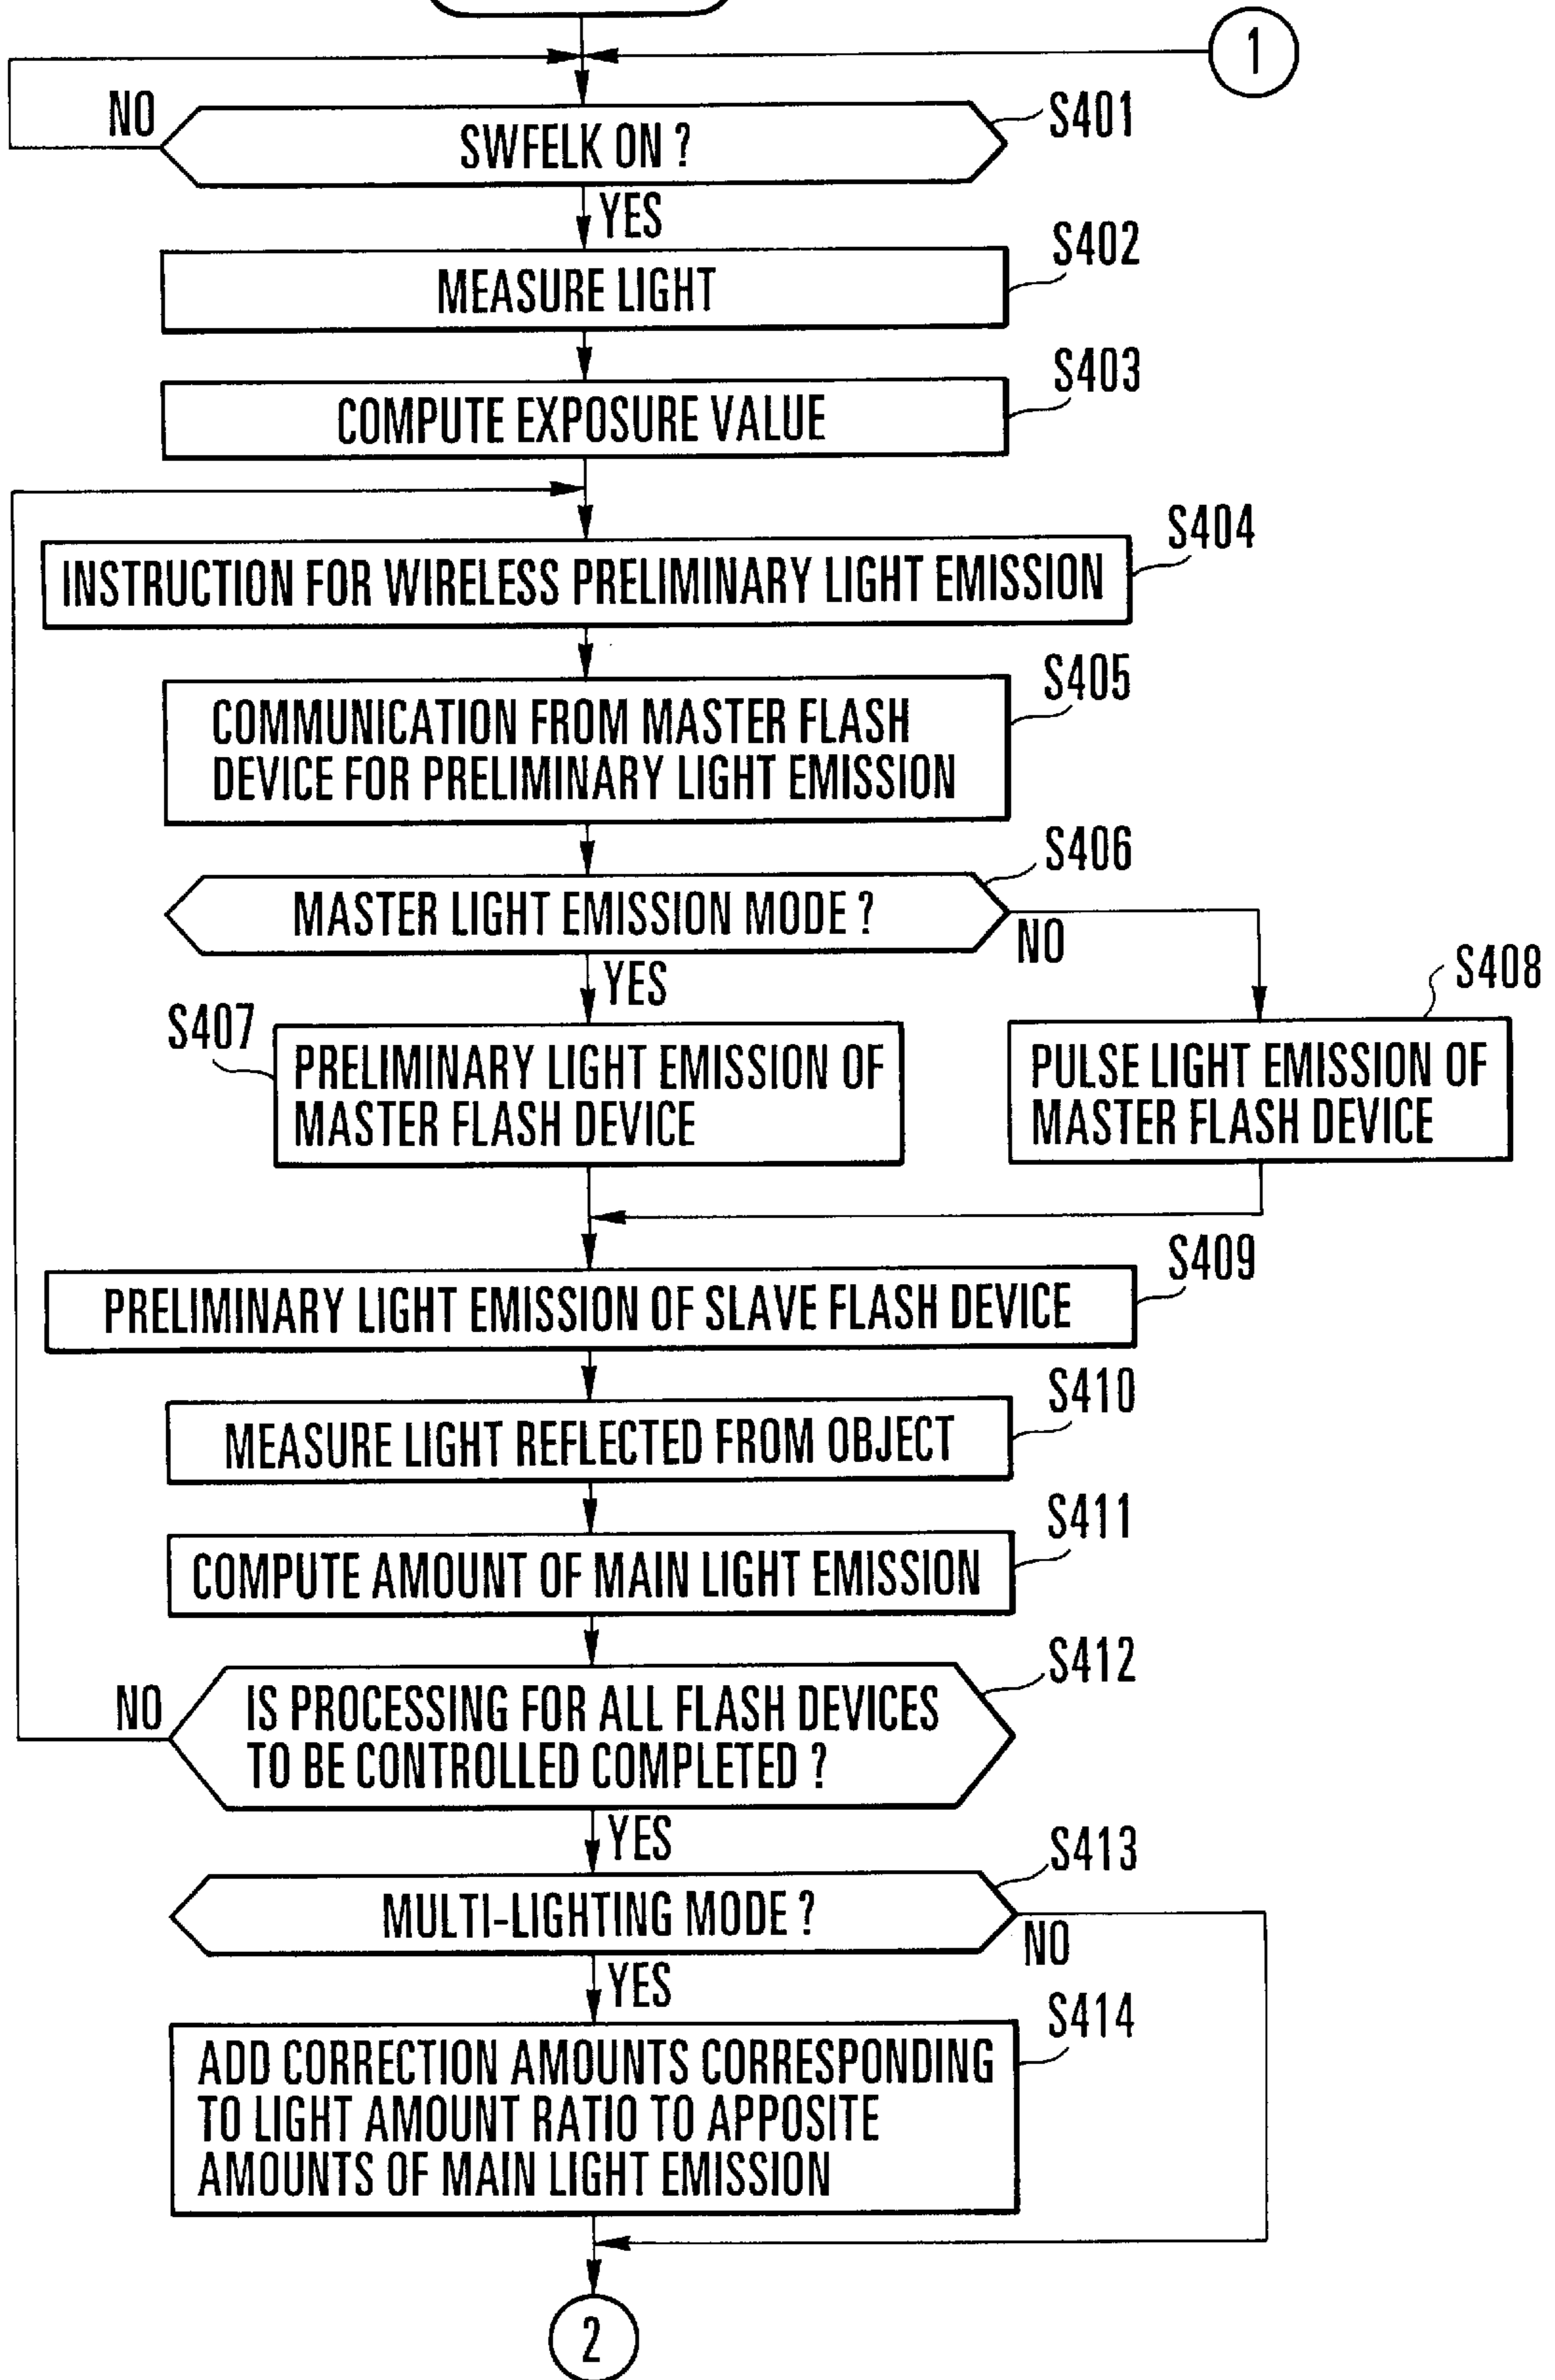 1
NO
SWFELK ON ?
S401
YES
S402
MEASURE LIGHT
S403
COMPUTE EXPOSURE VALUE
S404
INSTRUCTION FOR WIRELESS PRELIMINARY LIGHT EMISSION
S405
COMMUNICATION FROM MASTER FLASH
DEVICE FOR PRELIMINARY LIGHT EMISSION
S406
MASTER LIGHT EMISSION MODE ?
NO
YES
S407
PRELIMINARY LIGHT EMISSION OF
MASTER FLASH DEVICE
S408
PULSE LIGHT EMISSION OF
MASTER FLASH DEVICE
S409
PRELIMINARY LIGHT EMISSION OF SLAVE FLASH DEVICE
S410
MEASURE LIGHT REFLECTED FROM OBJECT
S411
COMPUTE AMOUNT OF MAIN LIGHT EMISSION
S412
NO
IS PROCESSING FOR ALL FLASH DEVICES
TO BE CONTROLLED COMPLETED ?
YES
S413
MULTI-LIGHTING MODE ?
NO
YES
S414
ADD CORRECTION AMOUNTS CORRESPONDING
TO LIGHT AMOUNT RATIO TO APPOSITE
AMOUNTS OF MAIN LIGHT EMISSION
2